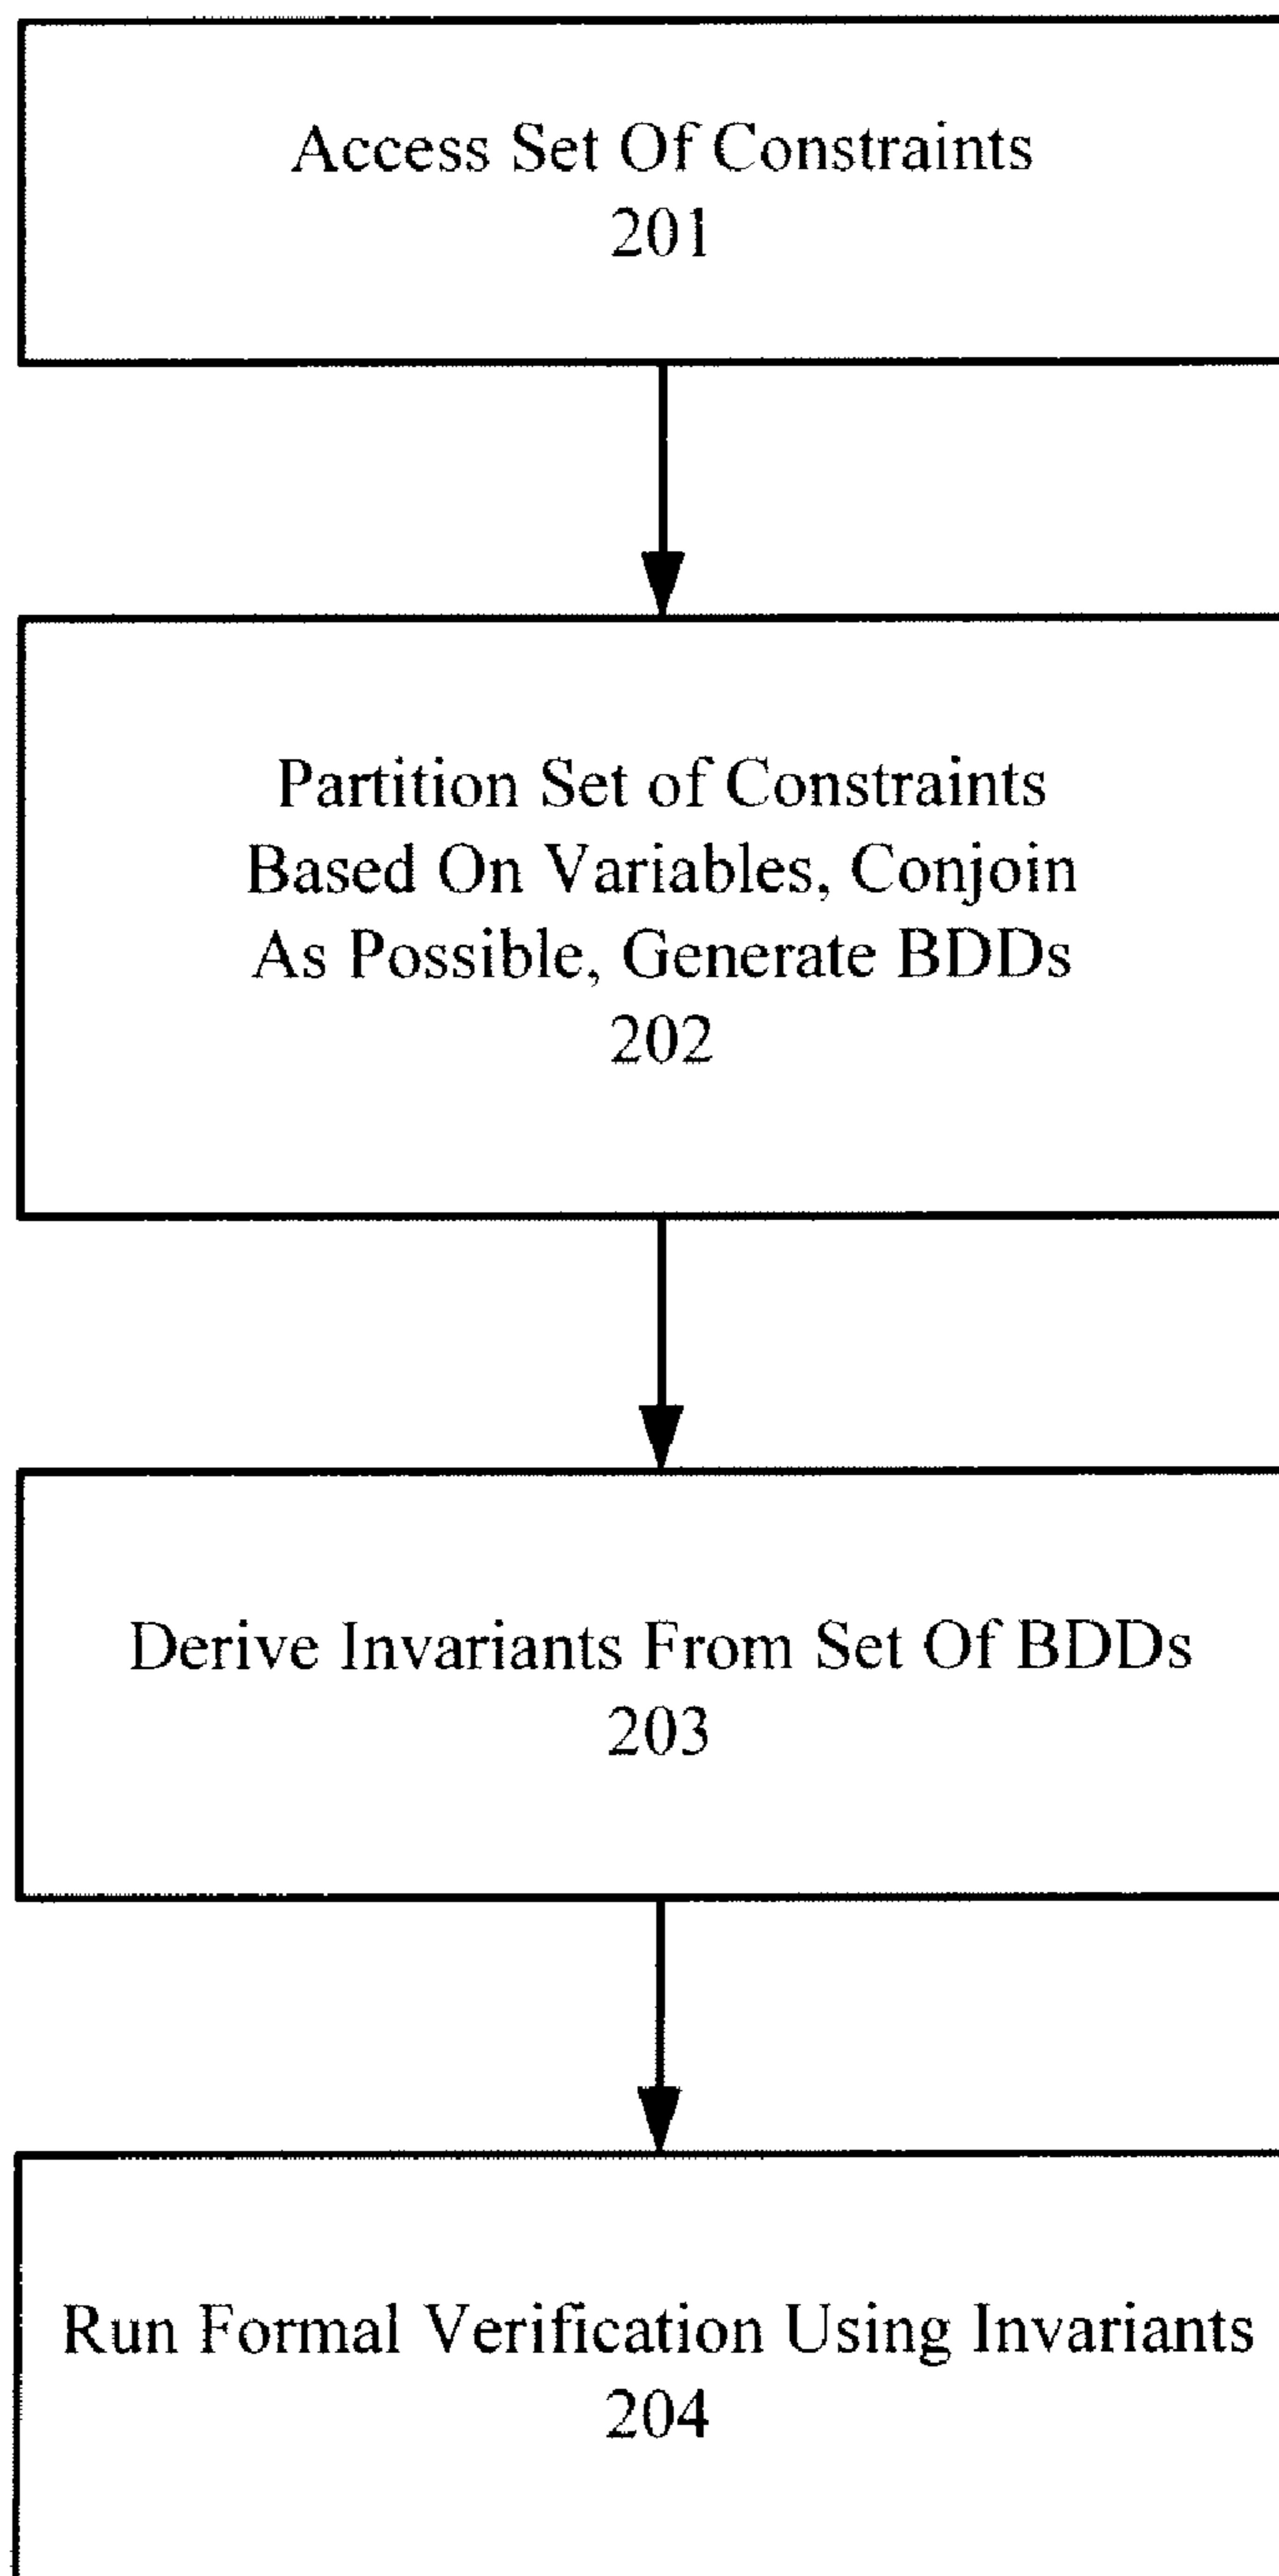 Access Set Of Constraints
201
Partition Set of Constraints
Based On Variables, Conjoin
As Possible, Generate BDDs
202
Derive Invariants From Set Of BDDs
203
Run Formal Verification Using Invariants
204